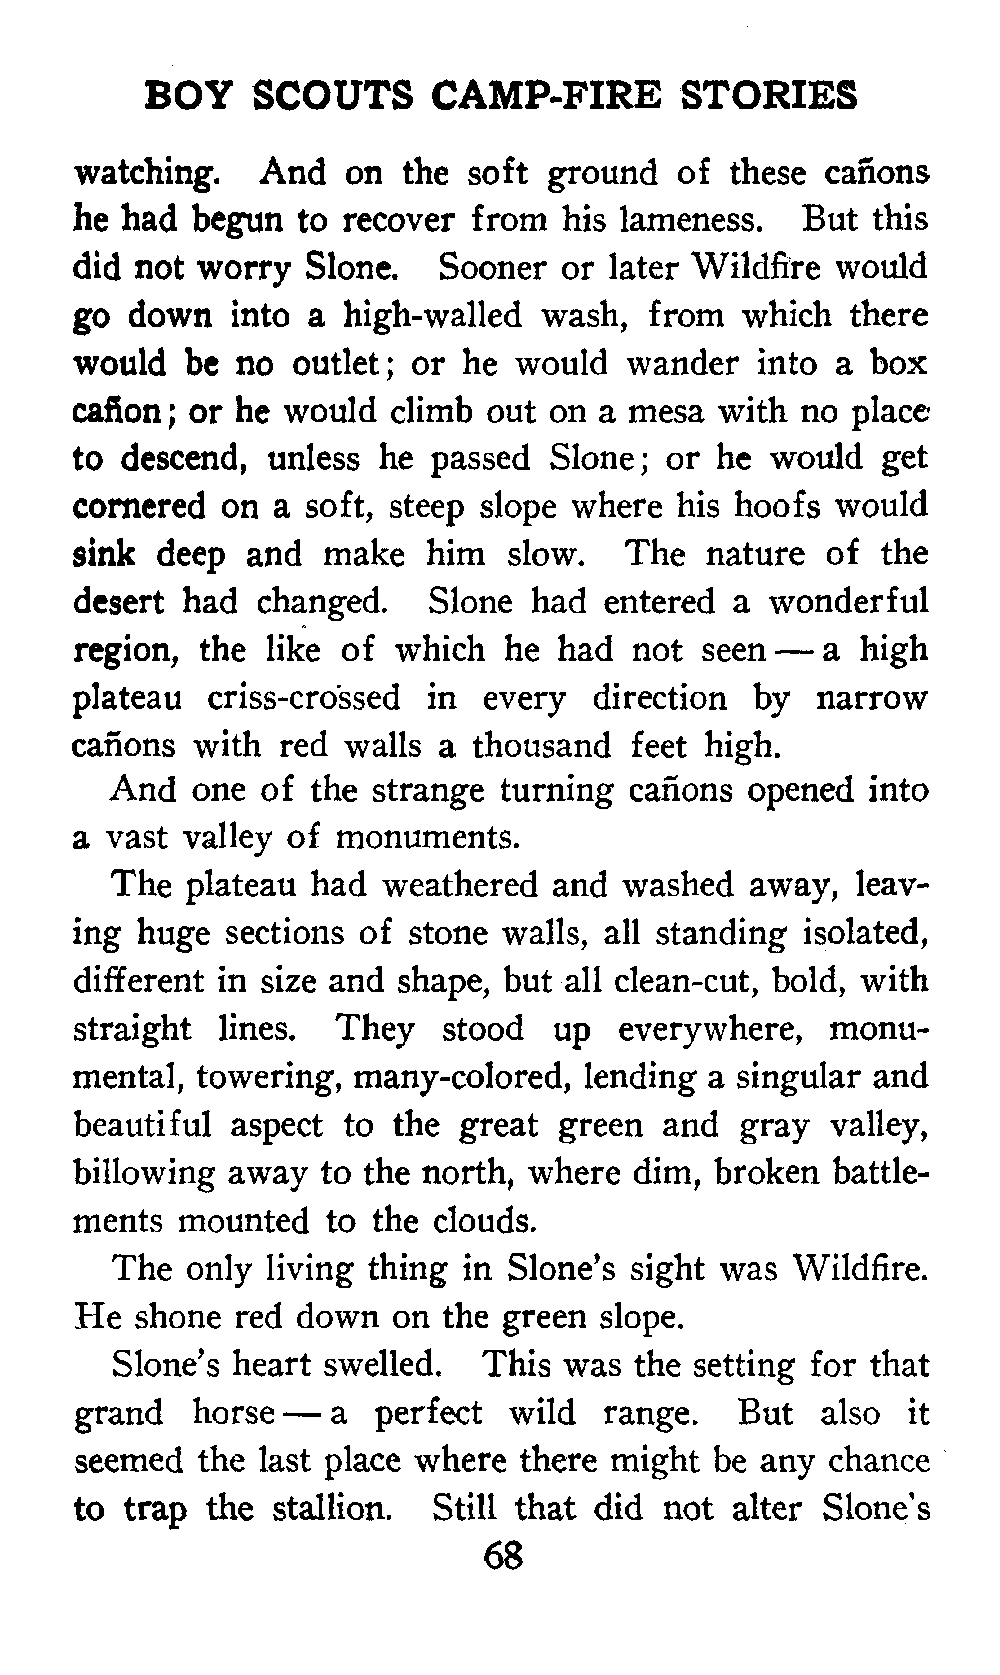 BOY SCOUTS CAMP-FIRE STORIES
watching. And on the soft ground of these cañons
he had begun to recover from his lameness. But this
did not worry Slone. Sooner or later Wildfire would
go down into a high-walled wash, from which there
would be no outlet; or he would wander into a box
cañon; or he would climb out on a mesa with no place
to descend, unless he passed Slone; or he would get
cornered on a soft, steep slope where his hoofs would
sink deep and make him slow. The nature of the
desert had changed. Slone had entered a wonderful
region, the like of which he had not seen — a high
plateau criss-crossed in every direction by narrow
cañons with red walls a thousand feet high.
And one of the strange turning cañons opened into
a vast valley of monuments.
The plateau had weathered and washed away, leav-
ing huge sections of stone walls, all standing isolated,
different in size and shape, but all clean-cut, bold, with
straight lines. They stood up everywhere, monu-
mental, towering, many-colored, lending a singular and
beautiful aspect to the great green and gray valley,
billowing away to the north, where dim, broken battle-
ments mounted to the clouds.
The only living thing in Slone's sight was Wildfire.
He shone red down on the green slope.
Slone's heart swelled. This was the setting for that
grand horse — a perfect wild range. But also it
seemed the last place where there might be any chance
to trap the stallion. Still that did not alter Slone's
68